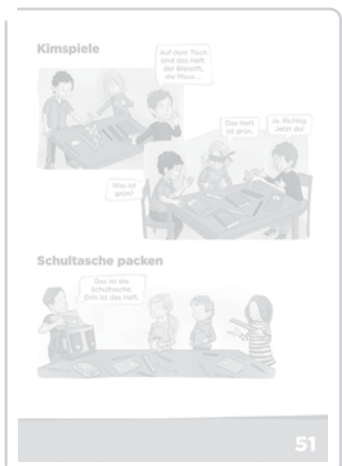 Kimspiele
Auf dem Tisch
sind das Heft,
der Bleistift,
die Maus ...
Das Heft
ist grün.
Ja. Richtig.
Jetzt du!
Was ist
grün?
Schultasche packen
Das ist die
Schultasche.
Drin ist das Heft.
51